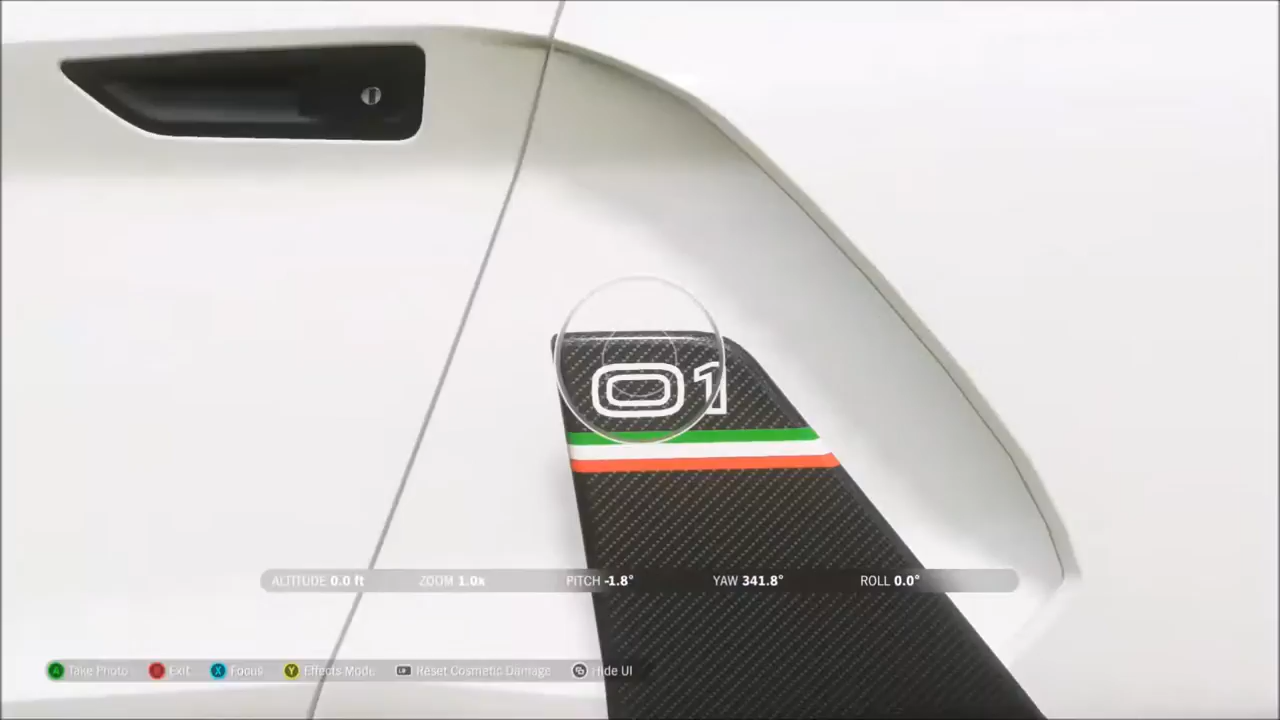 01
ALTITUDE 0.0 ft ZOOM 1.0x PITCH -1.8° YAW 341.8° ROLL 0.0°
A Take Photo B Exit X Focus Y Effects Mode LB Reset Cosmetic Damage Hide UI